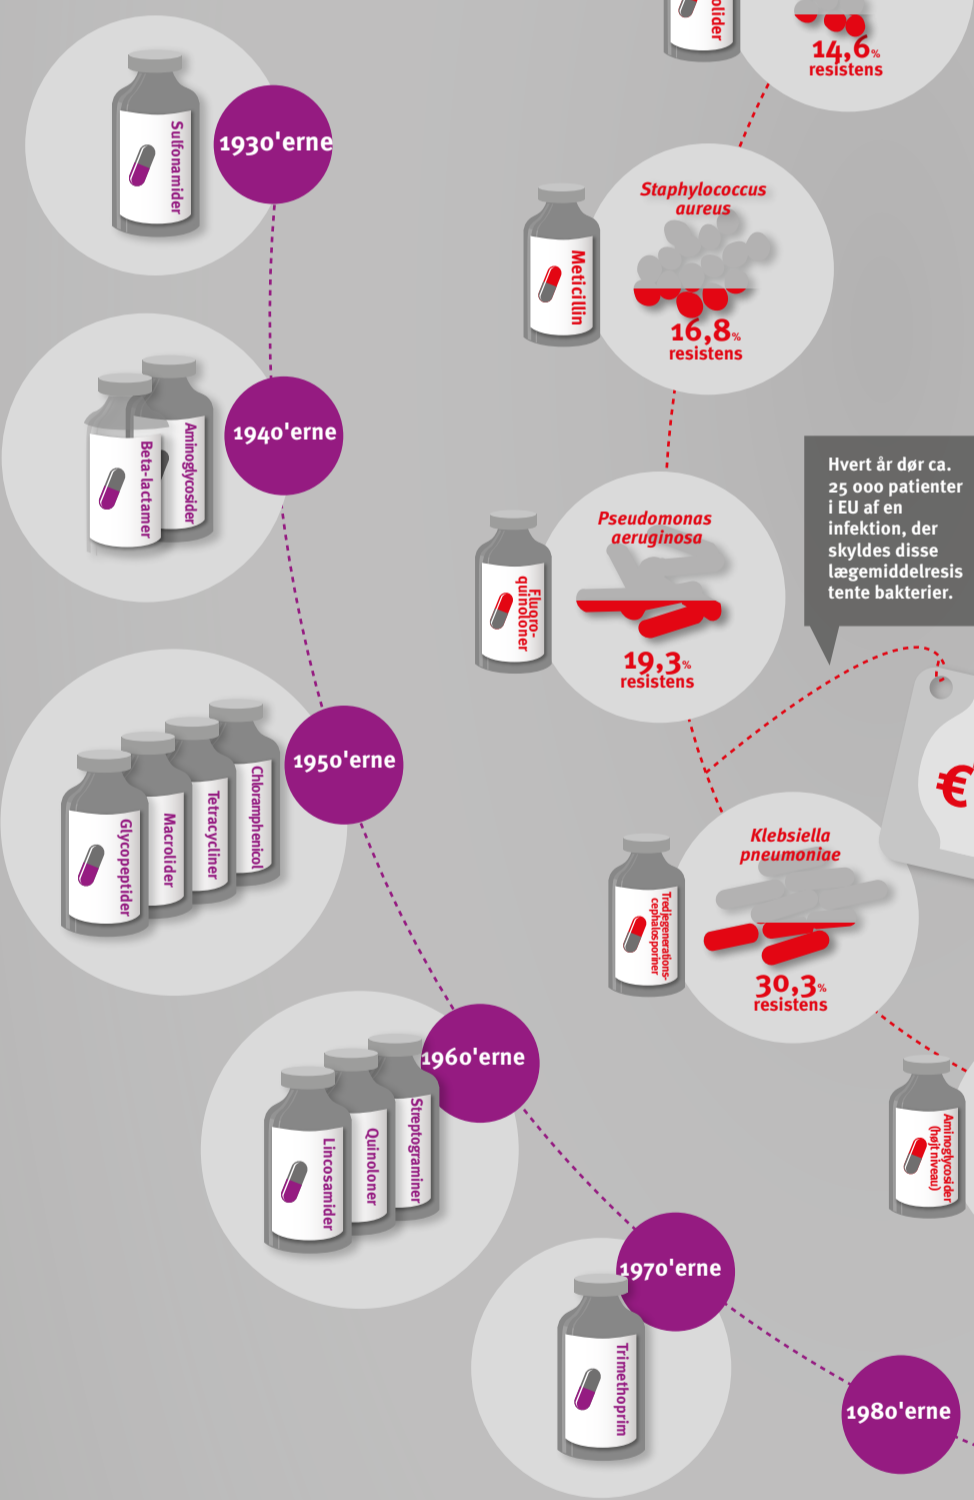 1930'erne
Sulfonamider
1940'erne
Beta-lactamer
Aminoglycosider
1950'erne
Glycopeptider
Macrolider
Tetracycliner
Chloramphenicol
1960'erne
Lincosamider
Quinoloner
Streptograminer
1970'erne
Trimethoprim
1980'erne
14,6%
resistens
Meticillin
Staphylococcus
aureus
16,8%
resistens
Fluoro-
quinoloner
Pseudomonas
aeruginosa
19,3%
resistens
Hvert år dør ca.
25 000 patienter
i EU af en
infektion, der
skyldes disse
lægemiddelresis
tente bakterier.
€
Tredjegenerations-
cephalosporiner
Klebsiella
pneumoniae
30,3%
resistens
Aminoglycosider
(højt niveau)